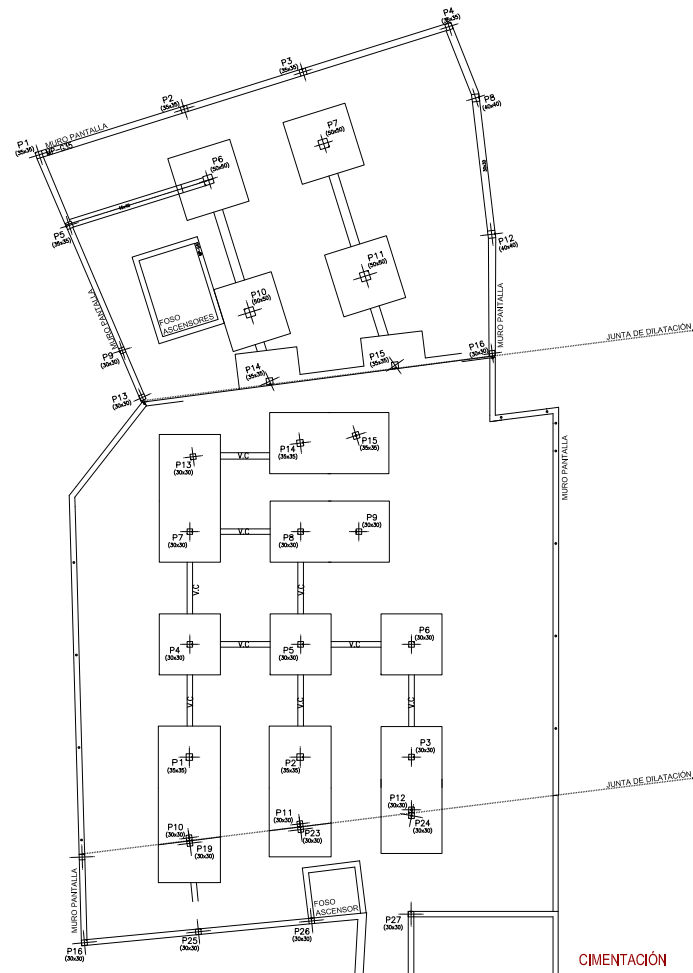 P4
(35x35)
P3
(35x35)
P2
(35x35)
P1
(35x35)
MURO PANTALLA
P8
(40x40)
P7
(50x50)
P6
(50x50)
P5
(35x35)
P12
(40x40)
P11
(50x50)
P10
(50x50)
FOSO
ASCENSORES
MURO PANTALLA
MURO PANTALLA
P9
(30x30)
P16
(30x30)
JUNTA DE DILATACIÓN
P15
(35x35)
P14
(35x35)
P13
(30x30)
P15
(35x35)
P14
(35x35)
V.C
P13
(30x30)
MURO PANTALLA
P7
(30x30)
V.C
P8
(30x30)
P9
(30x30)
V.C
V.C
P4
(30x30)
V.C
P5
(30x30)
V.C
P6
(30x30)
V.C
V.C
P1
(35x35)
P2
(35x35)
P3
(30x30)
JUNTA DE DILATACIÓN
P12
(30x30)
P24
(30x30)
P11
(30x30)
P23
(30x30)
P10
(30x30)
P19
(30x30)
MURO PANTALLA
FOSO
ASCENSOR
P27
(30x30)
P26
(30x30)
P25
(30x30)
P16
(30x30)
CIMENTACIÓN